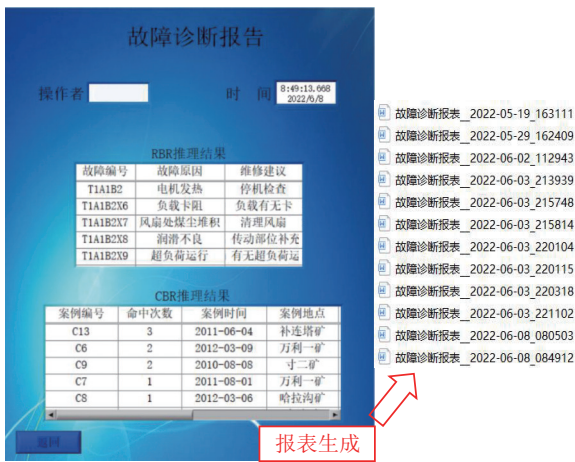 故障诊断报告
操作者
时 间 8:49:13.668
2022/6/8
RBR推理结果
故障编号 故障原因 维修建议
T1A1B2 电机发热 停机检查
T1A1B2X6 负载卡阻 负载有无卡
T1A1B2X7 风扇处煤尘堆积 清理风扇
T1A1B2X8 润滑不良 传动部位补充
T1A1B2X9 超负荷运行 有无超负荷运
CBR推理结果
案例编号 命中次数 案例时间 案例地点
C13 3 2011-06-04 补连塔矿
C6 2 2012-03-09 万利一矿
C9 2 2010-08-08 寸二矿
C7 1 2011-08-01 万利一矿
C8 1 2012-03-06 哈拉沟矿
返回
故障诊断报表__2022-05-19_163111
故障诊断报表__2022-05-29_162409
故障诊断报表__2022-06-02_112943
故障诊断报表__2022-06-03_213939
故障诊断报表__2022-06-03_215748
故障诊断报表__2022-06-03_215814
故障诊断报表__2022-06-03_220104
故障诊断报表__2022-06-03_220115
故障诊断报表__2022-06-03_220318
故障诊断报表__2022-06-03_221102
故障诊断报表__2022-06-08_080503
故障诊断报表__2022-06-08_084912
报表生成